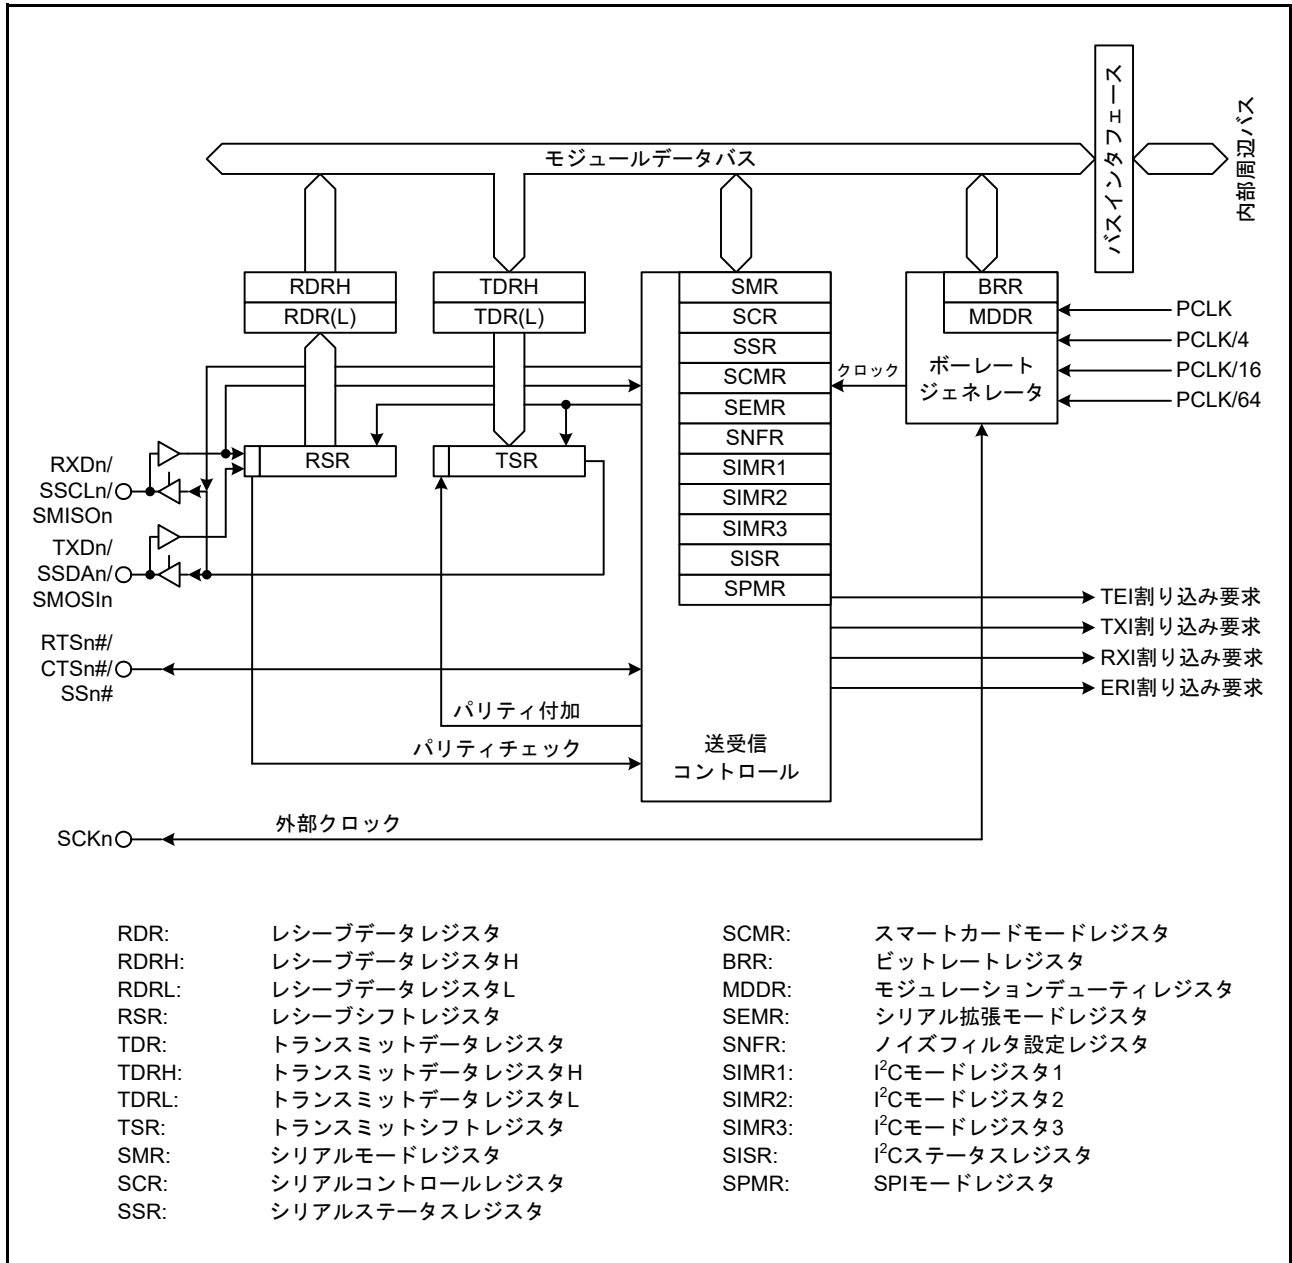 モジュールデータバス
バスインタフェース
内部周辺バス
RDRH
RDR(L)
TDRH
TDR(L)
SMR
SCR
SSR
SCMR
SEMR
SNFR
SIMR1
SIMR2
SIMR3
SISR
SPMR
BRR
MDDR
ボーレート
ジェネレータ
クロック
PCLK
PCLK/4
PCLK/16
PCLK/64
RSR
TSR
RXDn/
SSCLn/
SMISOn
TXDn/
SSDAn/
SMOSIn
RTSn#/
CTSn#/
SSn#
TEI割り込み要求
TXI割り込み要求
RXI割り込み要求
ERI割り込み要求
パリティ付加
パリティチェック
送受信
コントロール
外部クロック
SCKn
RDR: レシーブデータレジスタ
RDRH: レシーブデータレジスタH
RDRL: レシーブデータレジスタL
RSR: レシーブシフトレジスタ
TDR: トランスミットデータレジスタ
TDRH: トランスミットデータレジスタH
TDRL: トランスミットデータレジスタL
TSR: トランスミットシフトレジスタ
SMR: シリアルモードレジスタ
SCR: シリアルコントロールレジスタ
SSR: シリアルステータスレジスタ
SCMR: スマートカードモードレジスタ
BRR: ビットレートレジスタ
MDDR: モジュレーションデューティレジスタ
SEMR: シリアル拡張モードレジスタ
SNFR: ノイズフィルタ設定レジスタ
SIMR1: I²Cモードレジスタ1
SIMR2: I²Cモードレジスタ2
SIMR3: I²Cモードレジスタ3
SISR: I²Cステータスレジスタ
SPMR: SPIモードレジスタ